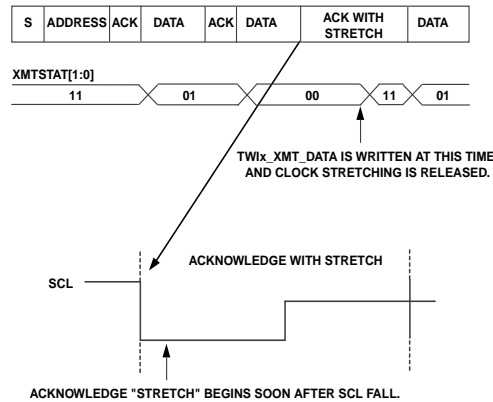 S ADDRESS ACK DATA ACK DATA ACK WITH STRETCH DATA
XMTSTAT[1:0]
11 01 00 11 01
TWIx_XMT_DATA IS WRITTEN AT THIS TIME
AND CLOCK STRETCHING IS RELEASED.
ACKNOWLEDGE WITH STRETCH
SCL
ACKNOWLEDGE "STRETCH" BEGINS SOON AFTER SCL FALL.